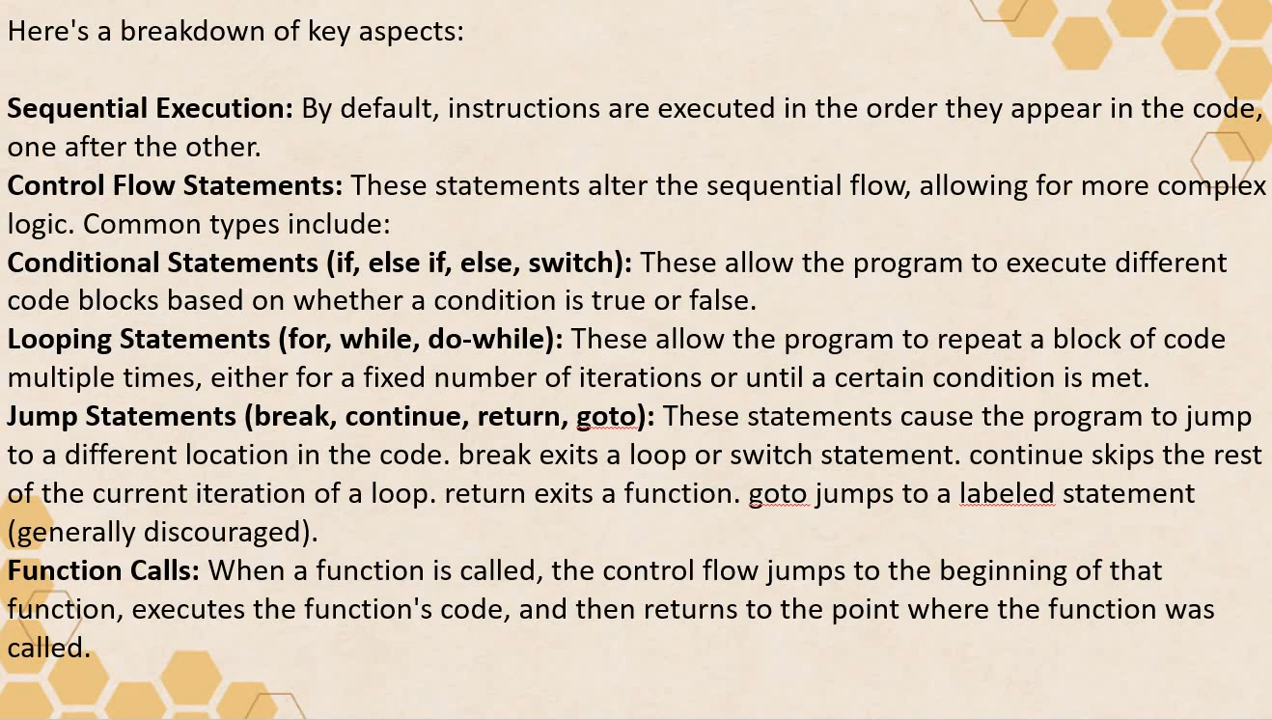 Here's a breakdown of key aspects:
Sequential Execution: By default, instructions are executed in the order they appear in the code,
one after the other.
Control Flow Statements: These statements alter the sequential flow, allowing for more complex
logic. Common types include:
Conditional Statements (if, else if, else, switch): These allow the program to execute different
code blocks based on whether a condition is true or false.
Looping Statements (for, while, do-while): These allow the program to repeat a block of code
multiple times, either for a fixed number of iterations or until a certain condition is met.
Jump Statements (break, continue, return, goto): These statements cause the program to jump
to a different location in the code. break exits a loop or switch statement. continue skips the rest
of the current iteration of a loop. return exits a function. goto jumps to a labeled statement
(generally discouraged).
Function Calls: When a function is called, the control flow jumps to the beginning of that
function, executes the function's code, and then returns to the point where the function was
called.